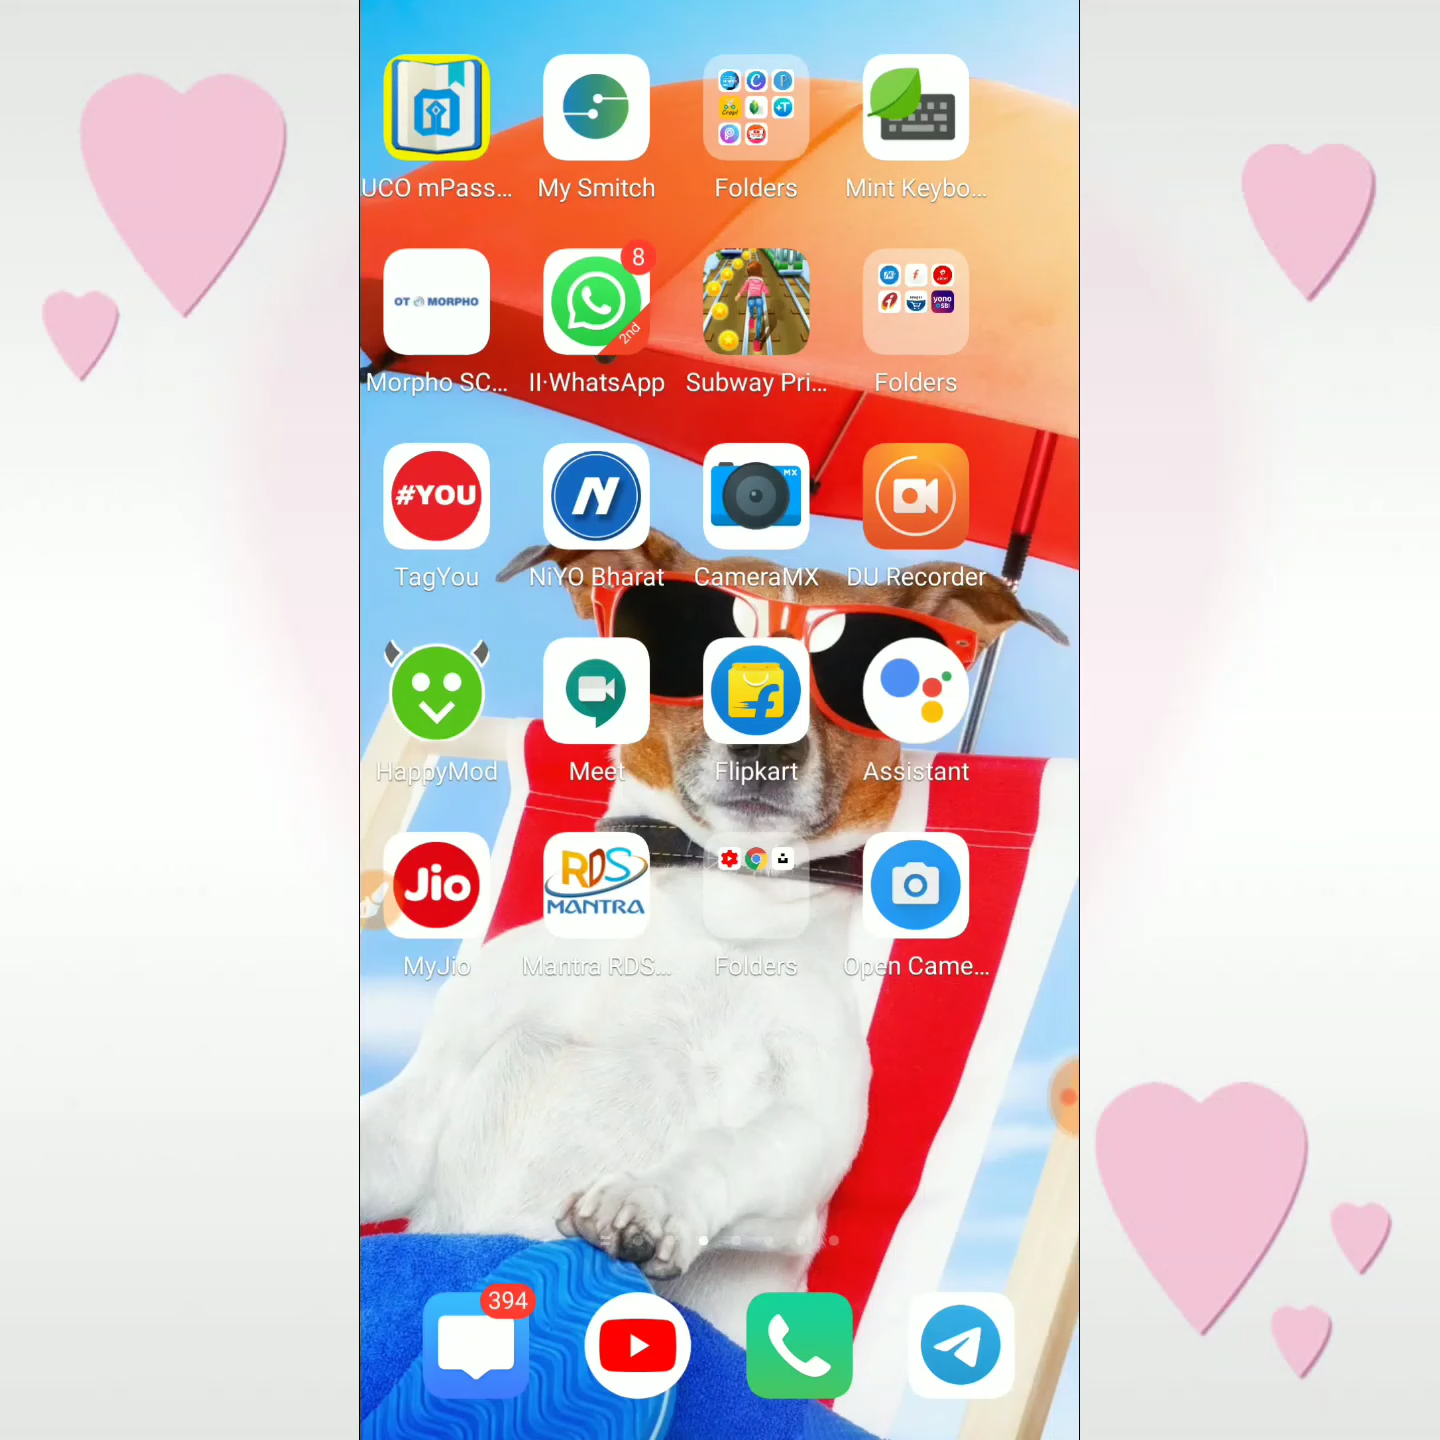 UCO mPass...
My Smitch
Folders
Mint Keybo...
OT MORPHO
8
2nd
Morpho SC...
II·WhatsApp
Subway Pri...
yono
SBI
Folders
#YOU
N
MX
TagYou
NiYO Bharat
CameraMX
DU Recorder
HappyMod
Meet
Flipkart
Assistant
Jio
RDS
MANTRA
MyJio
Mantra RDS...
Folders
Open Came...
394